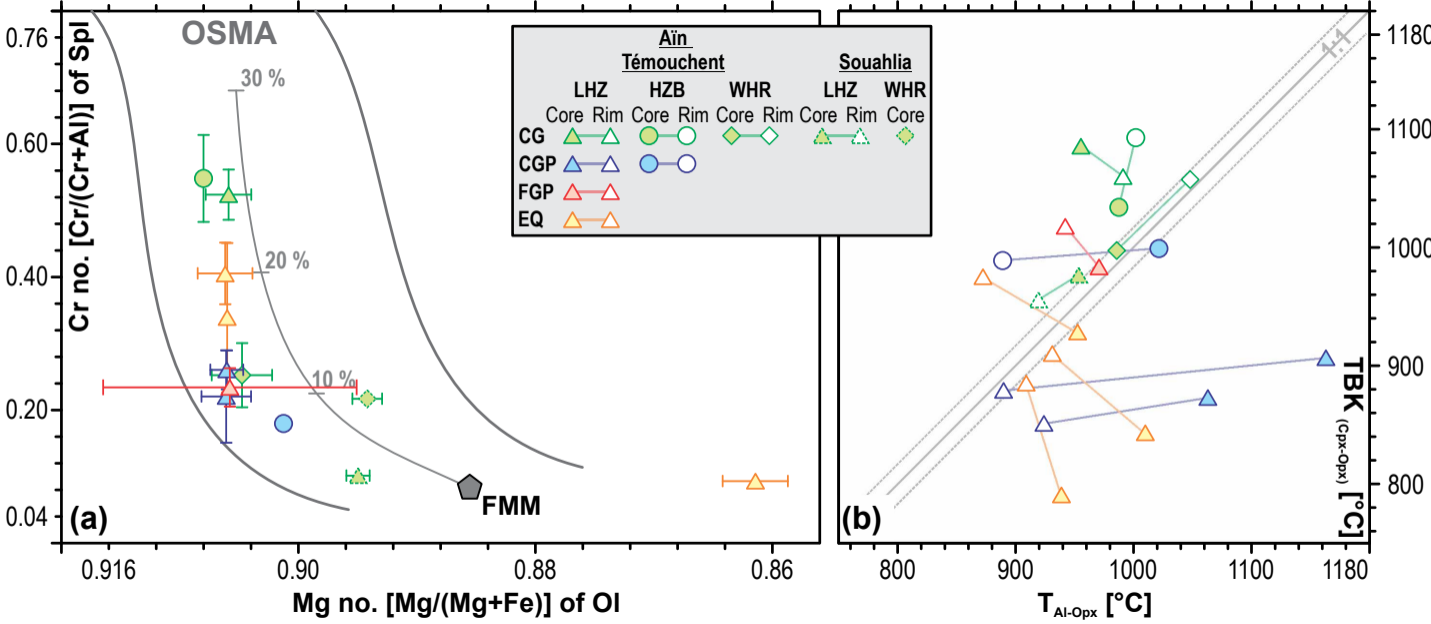 OSMA
30 %
20 %
10 %
FMM
(a)
0.76
0.60
0.40
0.20
0.04
Cr no. [Cr/(Cr+Al)] of Spl
0.916
0.90
0.88
0.86
Mg no. [Mg/(Mg+Fe)] of Ol
Aïn
Témouchent
Souahlia
LHZ HZB WHR LHZ WHR
Core Rim Core Rim Core Rim Core Rim Core
CG
CGP
FGP
EQ
1:1
(b)
1180
1100
1000
900
800
TBK (Cpx-Opx) [°C]
800
900
1000
1100
1180
TAl-Opx [°C]